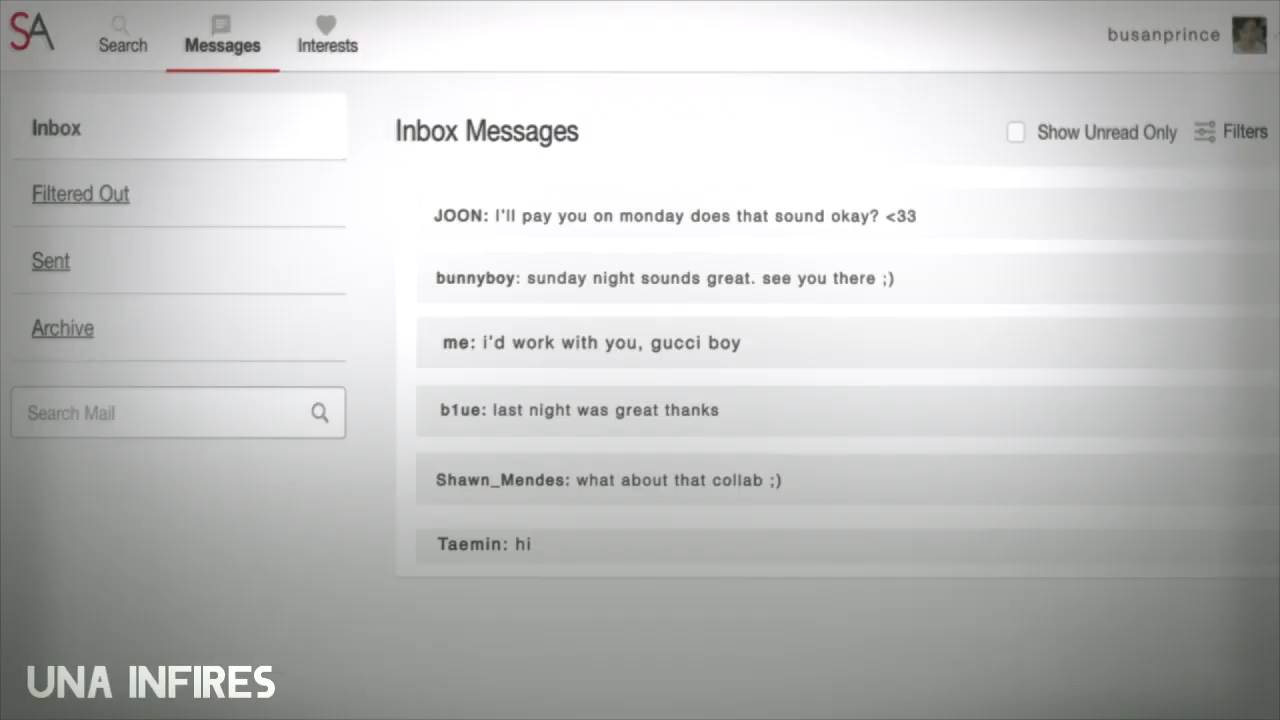 SA
Search
Messages
Interests
busanprince
Inbox
Filtered Out
Sent
Archive
Search Mail
Inbox Messages
Show Unread Only
Filters
JOON: I'll pay you on monday does that sound okay? <33
bunnyboy: sunday night sounds great. see you there ;)
me: i'd work with you, gucci boy
b1ue: last night was great thanks
Shawn_Mendes: what about that collab ;)
Taemin: hi
UNA INFIRES